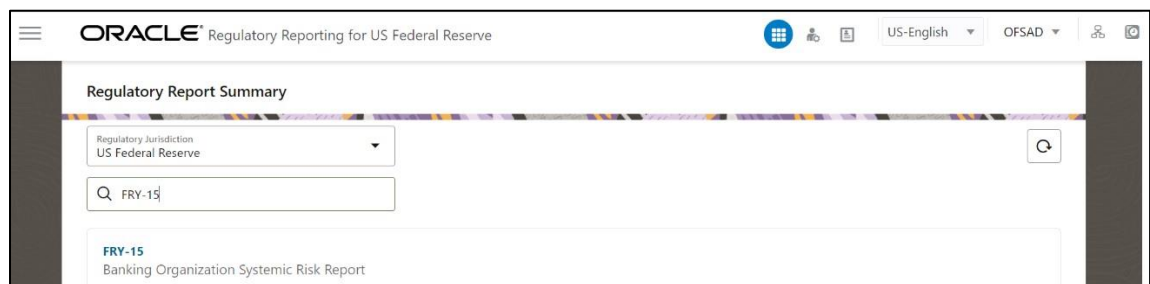 ORACLE® Regulatory Reporting for US Federal Reserve US-English OFSAD
Regulatory Report Summary
Regulatory Jurisdiction
US Federal Reserve
FRY-15
FRY-15
Banking Organization Systemic Risk Report